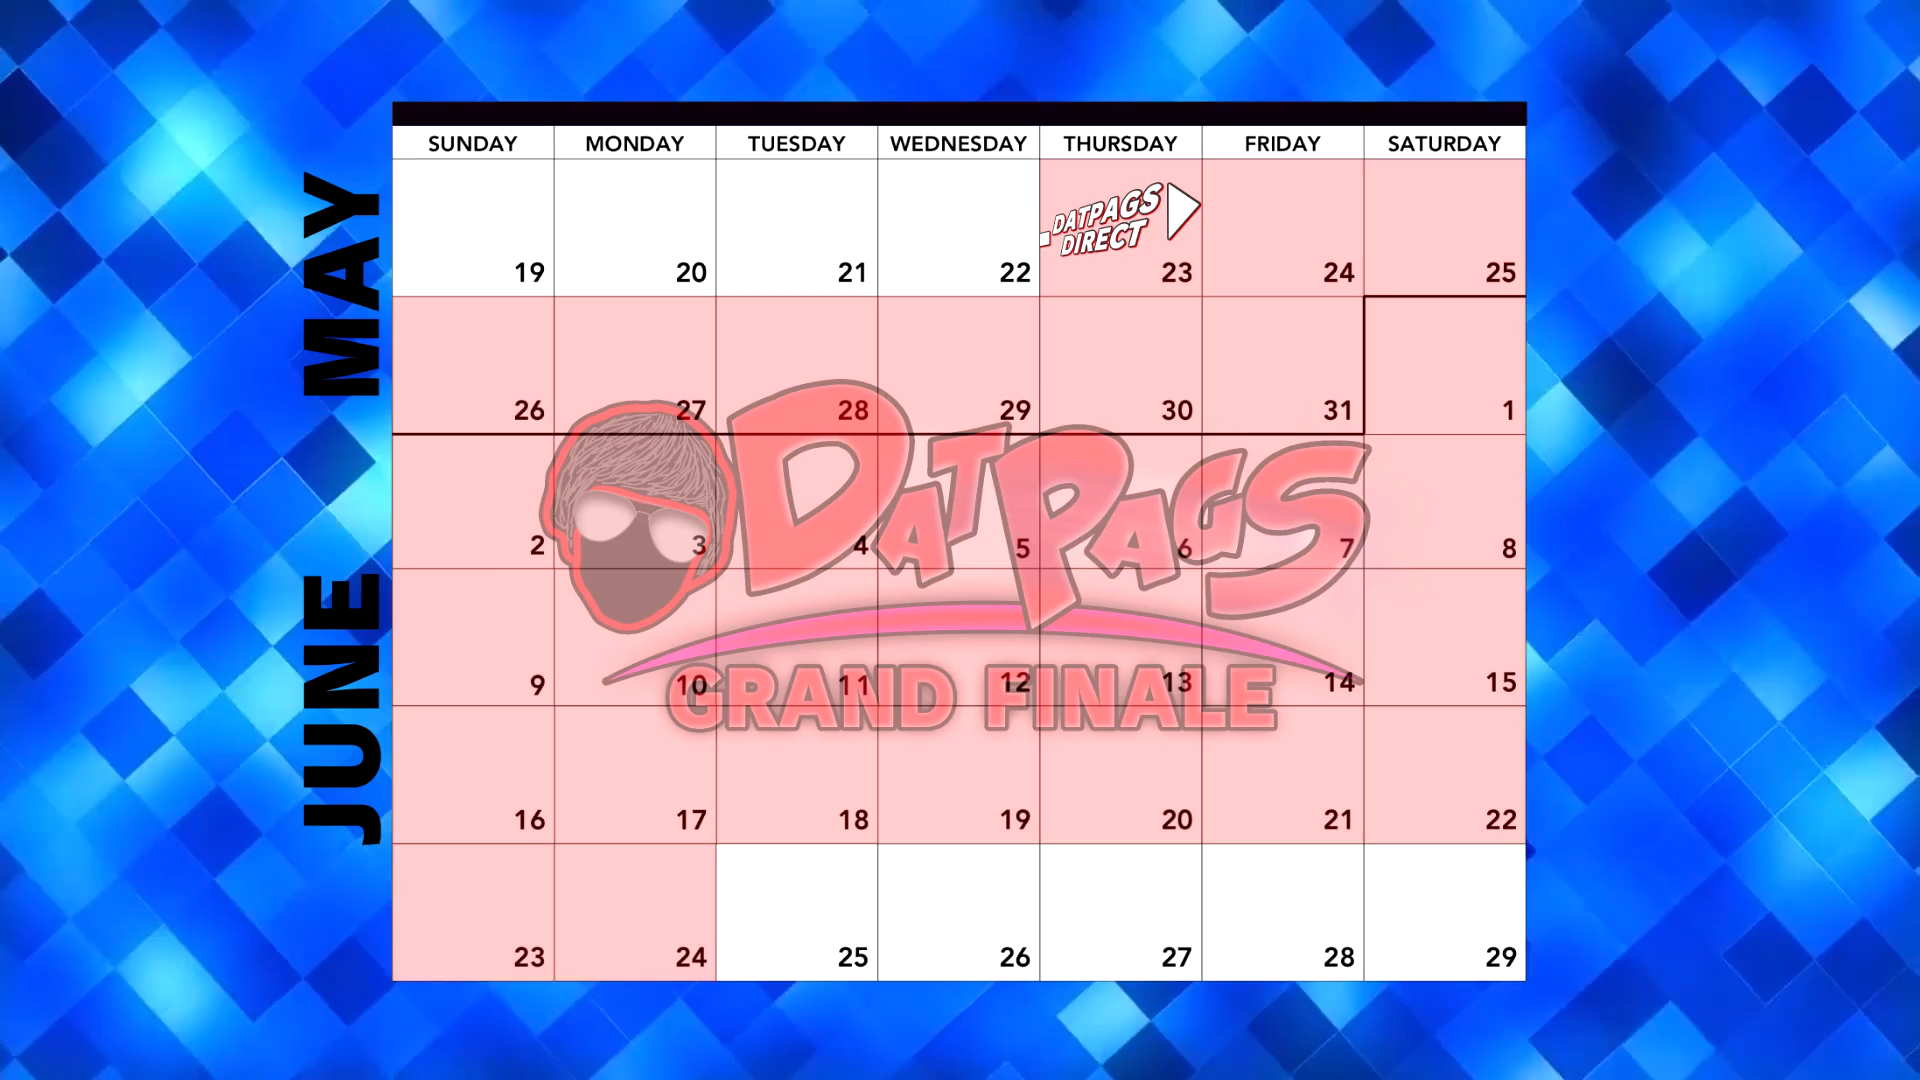 SUNDAY MONDAY TUESDAY WEDNESDAY THURSDAY FRIDAY SATURDAY
MAY
DATPAGS
DIRECT
19 20 21 22 23 24 25
26 27 28 29 30 31 1
JUNE
DATPAGS
2 3 4 5 6 7 8
9 10 11 12 13 14 15
GRAND FINALE
16 17 18 19 20 21 22
23 24 25 26 27 28 29